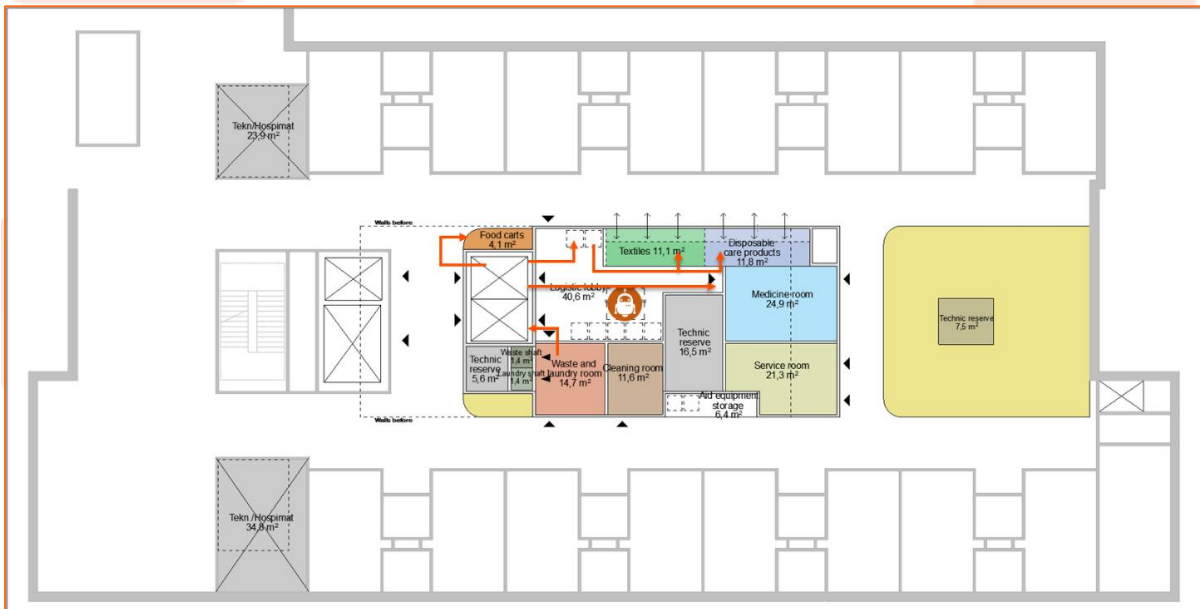 Tekn/Hospimat
23,9 m²
Walls before
Food carts
4,1 m²
Textiles 11,1 m²
Disposable
care products
11,8 m²
Logistic lobby
40,6 m²
Medicine room
24,9 m²
Technic reserve
7,5 m²
Technic
reserve
16,5 m²
Technic
reserve
5,6 m²
Waste shaft
1,4 m²
Laundry shaft
1,4 m²
Waste and
laundry room
14,7 m²
Cleaning room
11,6 m²
Service room
21,3 m²
Aid equipment
storage
6,4 m²
Walls before
Tekn /Hospimat
34,8 m²